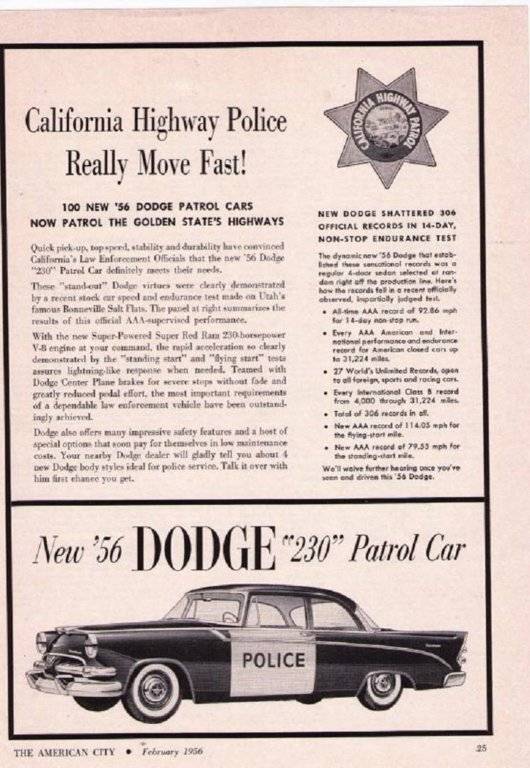 California Highway Police
Really Move Fast!
100 NEW '56 DODGE PATROL CARS
NOW PATROL THE GOLDEN STATE'S HIGHWAYS
Quick pick-up, top speed, stability and durability have convinced
California's Law Enforcement Officials that the new '56 Dodge
"230" Patrol Car definitely meets their needs.
These "stand-out" Dodge virtues were clearly demonstrated
by a recent stock car speed and endurance test made on Utah's
famous Bonneville Salt Flats. The panel at right summarizes the
results of this official AAA-supervised performance.
With the new Super-Powered Super Red Ram 230-horsepower
V-8 engine at your command, the rapid acceleration so clearly
demonstrated by the "standing start" and "flying start" tests
assures lightning-like response when needed. Teamed with
Dodge Center Plane brakes for severe stops without fade and
greatly reduced pedal effort, the most important requirements
of a dependable law enforcement vehicle have been outstand-
ingly achieved.
Dodge also offers many impressive safety features and a host of
special options that soon pay for themselves in low maintenance
costs. Your nearby Dodge dealer will gladly tell you about 4
new Dodge body styles ideal for police service. Talk it over with
him first chance you get.
CALIFORNIA HIGHWAY PATROL
NEW DODGE SHATTERED 306
OFFICIAL RECORDS IN 14-DAY,
NON-STOP ENDURANCE TEST
The dynamic new '56 Dodge that estab-
lished these sensational records was a
regular 4-door sedan selected at ran-
dom right off the production line. Here's
how the records fell in a recent officially
observed, impartially judged test.
• All-time AAA record of 92.86 mph
for 14-day non-stop run.
• Every AAA American and Inter-
national performance and endurance
record for American closed cars up
to 31,224 miles.
• 27 World's Unlimited Records, open
to all foreign, sports and racing cars.
• Every International Class B record
from 4,000 through 31,224 miles.
• Total of 306 records in all.
• New AAA record of 114.05 mph for
the flying-start mile.
• New AAA record of 79.55 mph for
the standing-start mile.
We'll waive further hearing once you've
seen and driven this '56 Dodge.
New '56 DODGE "230" Patrol Car
POLICE
THE AMERICAN CITY • February 1956
25